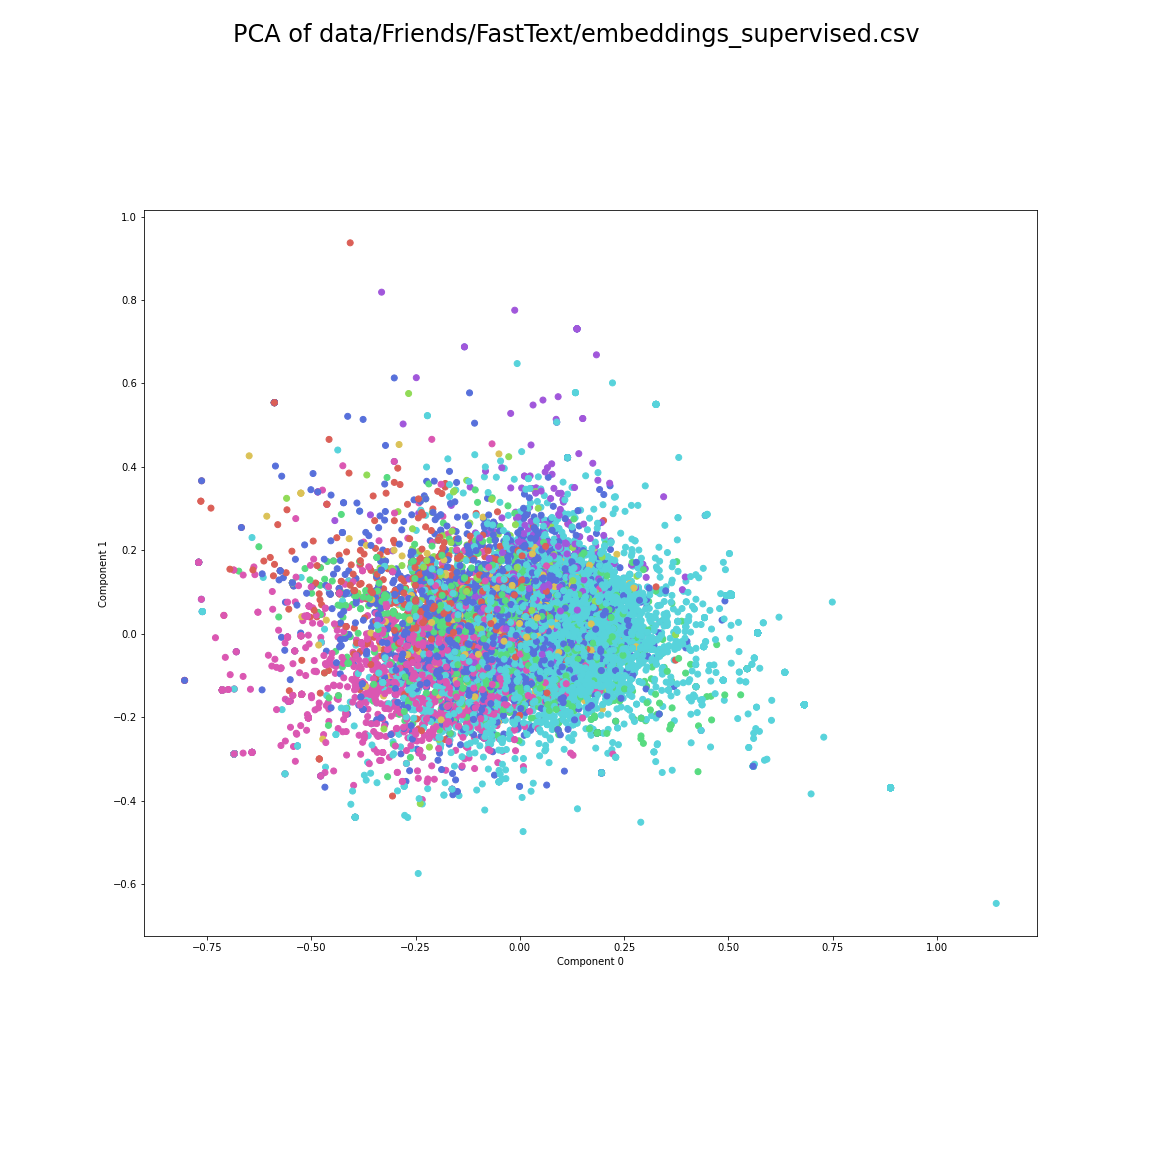 PCA of data/Friends/FastText/embeddings_supervised.csv
1.0
0.8
0.6
0.4
0.2
0.0
−0.2
−0.4
−0.6
Component 1
−0.75 −0.50 −0.25 0.00 0.25 0.50 0.75 1.00
Component 0